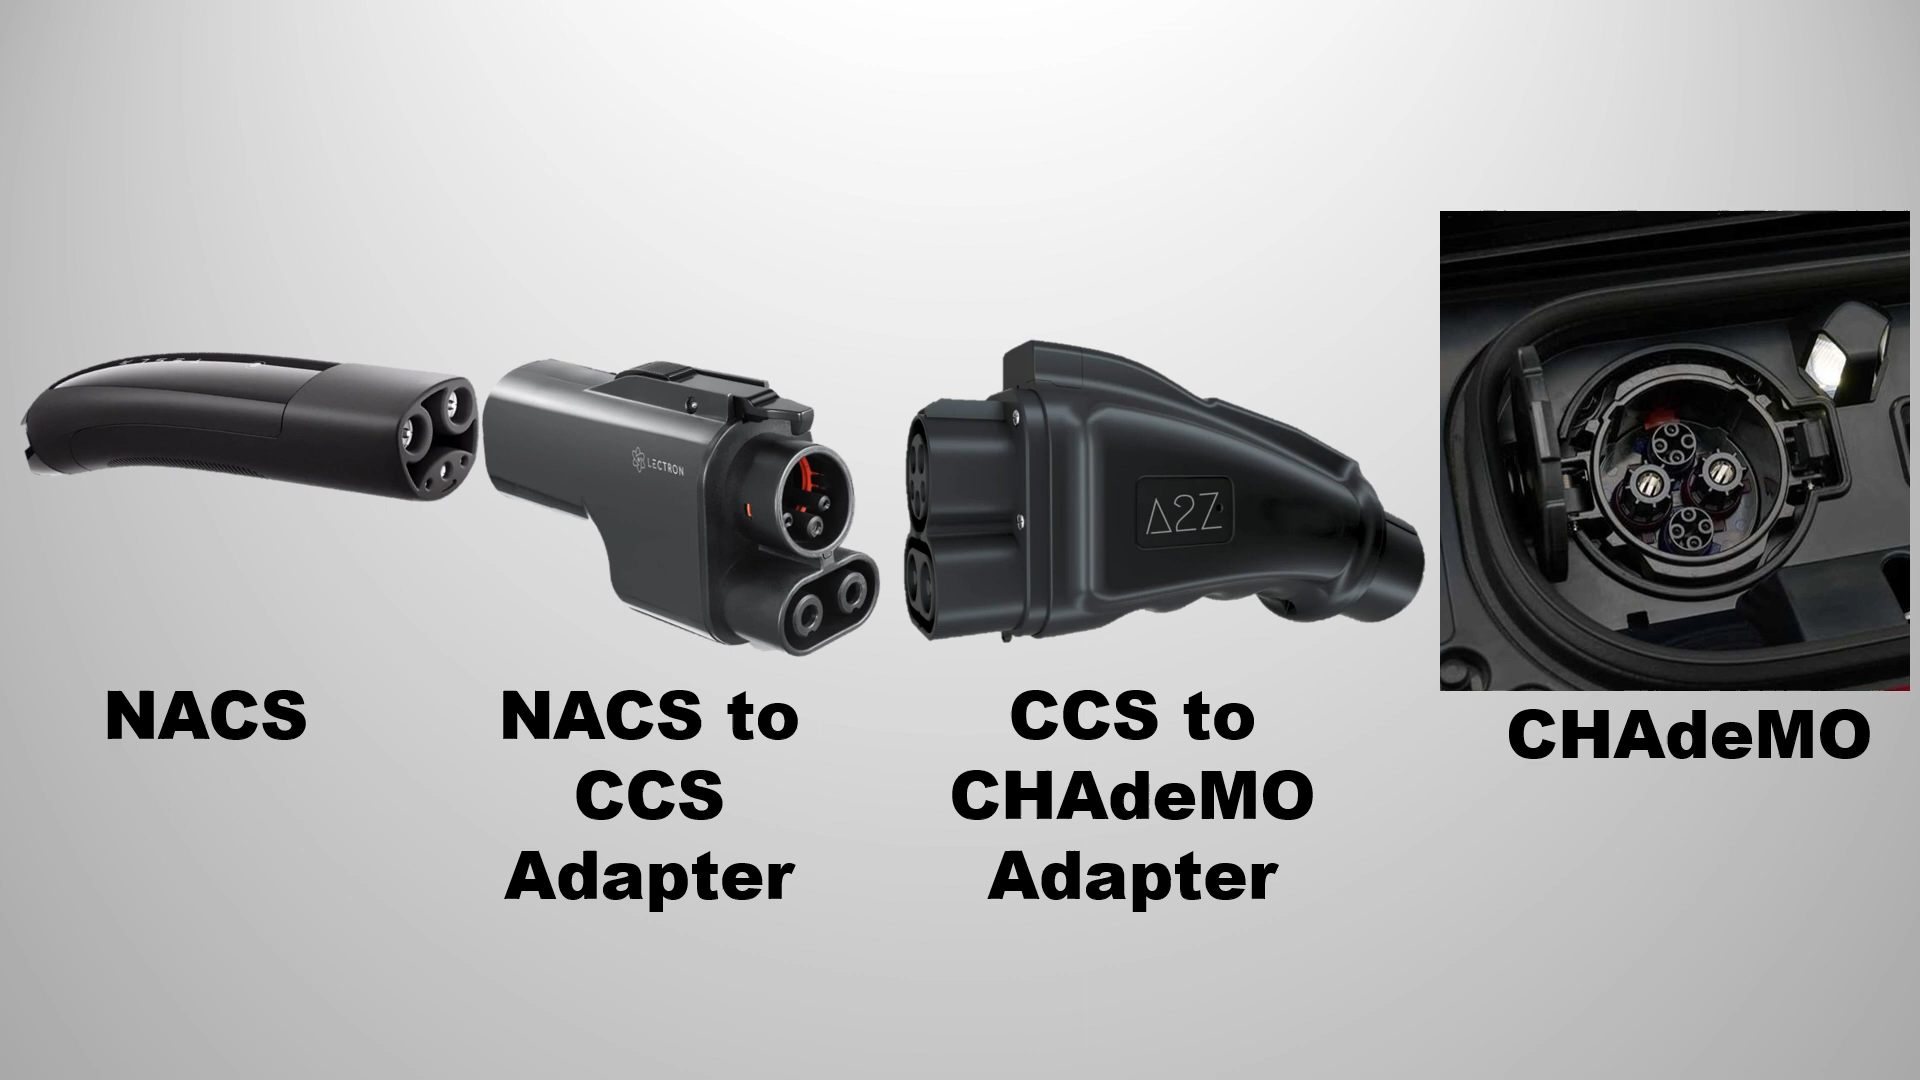 LECTRON
A2Z
NACS
NACS to
CCS
Adapter
CCS to
CHAdeMO
Adapter
CHAdeMO